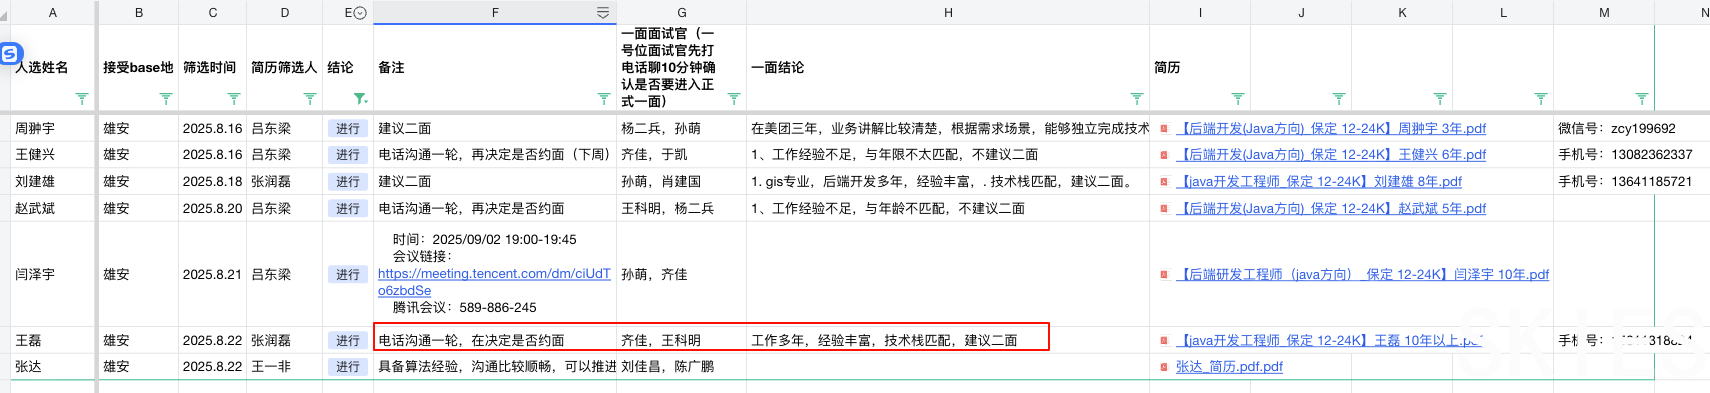 A B C D E F G H I J K L M N
人选姓名 接受base地 筛选时间 简历筛选人 结论 备注 一面面试官（一号位面试官先打电话聊10分钟确认是否要进入正式一面） 一面结论 简历
周翀宇 雄安 2025.8.16 吕东梁 进行 建议二面 杨二兵，孙萌 在美团三年，业务讲解比较清楚，根据需求场景，能够独立完成技术 【后端开发(Java方向)_保定 12-24K】周翀宇 3年.pdf 微信号：zcy199692
王健兴 雄安 2025.8.16 吕东梁 进行 电话沟通一轮，再决定是否约面（下周） 齐佳，于凯 1、工作经验不足，与年限不太匹配，不建议二面 【后端开发(Java方向)_保定 12-24K】王健兴 6年.pdf 手机号：13082362337
刘建雄 雄安 2025.8.18 张润磊 进行 建议二面 孙萌，肖建国 1. gis专业，后端开发多年，经验丰富，. 技术栈匹配，建议二面。 【java开发工程师_保定 12-24K】刘建雄 8年.pdf 手机号：13641185721
赵武斌 雄安 2025.8.20 吕东梁 进行 电话沟通一轮，再决定是否约面 王科明，杨二兵 1、工作经验不足，与年龄不匹配，不建议二面 【后端开发(Java方向)_保定 12-24K】赵武斌 5年.pdf
闫泽宇 雄安 2025.8.21 吕东梁 进行 时间：2025/09/02 19:00-19:45
会议链接：
https://meeting.tencent.com/dm/ciUdT
o6zbdSe
腾讯会议：589-886-245 孙萌，齐佳 【后端研发工程师（java方向）_保定 12-24K】闫泽宇 10年.pdf
王磊 雄安 2025.8.22 张润磊 进行 电话沟通一轮，在决定是否约面 齐佳，王科明 工作多年，经验丰富，技术栈匹配，建议二面 【java开发工程师_保定 12-24K】王磊 10年以上.pdf 手机号：
张达 雄安 2025.8.22 王一非 进行 具备算法经验，沟通比较顺畅，可以推进 刘佳昌，陈广鹏 张达_简历.pdf.pdf